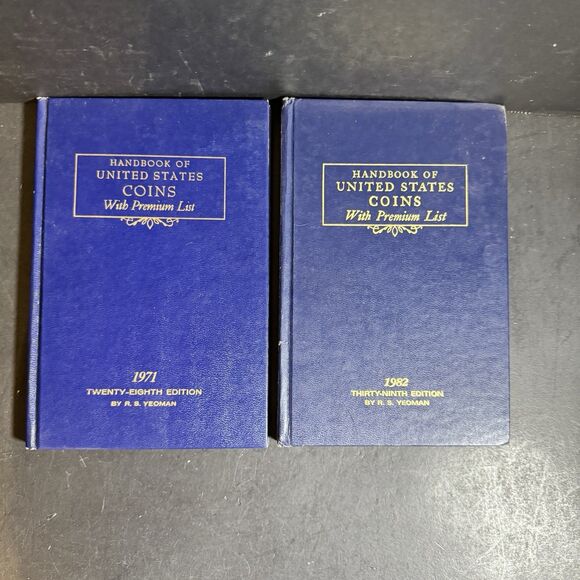 HANDBOOK OF
UNITED STATES
COINS
With Premium List
1971
TWENTY-EIGHTH EDITION
BY R. S. YEOMAN
HANDBOOK OF
UNITED STATES
COINS
With Premium List
1982
THIRTY-NINTH EDITION
BY R. S. YEOMAN